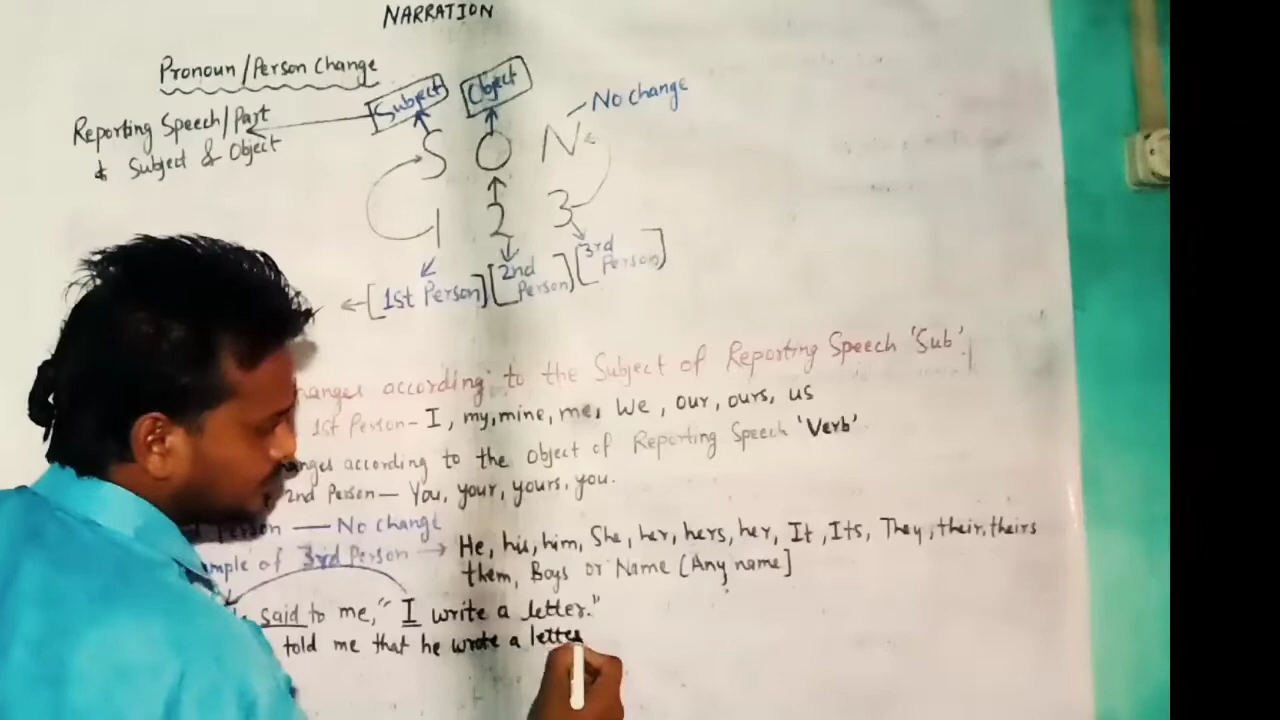 NARRATION
Pronoun/Person Change
Subject
Object
No change
Reporting Speech/Part
Subject & Object
S O N
1 2 3
[1st Person]
[2nd Person]
[3rd Person]
hanges according to the Subject of Reporting Speech 'Sub'.
1st Person- I, my, mine, me, We, our, ours, us
hanges according to the object of Reporting Speech 'Verb'.
2nd Person— You, your, yours, you.
Person — No change
ample of 3rd Person → He, his, him, She, her, hers, her, It, Its, They, their, theirs
them, Boys or Name [Any name]
said to me, "I write a letter."
told me that he wrote a letter